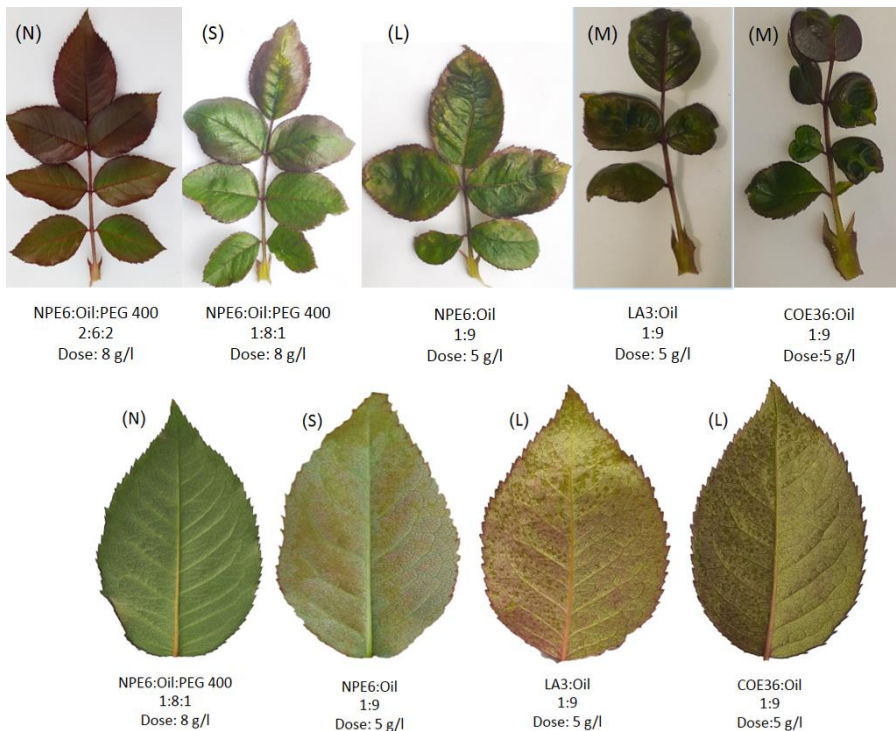 (N)
(S)
(L)
(M)
(M)
NPE6:Oil:PEG 400
2:6:2
Dose: 8 g/l
NPE6:Oil:PEG 400
1:8:1
Dose: 8 g/l
NPE6:Oil
1:9
Dose: 5 g/l
LA3:Oil
1:9
Dose: 5 g/l
COE36:Oil
1:9
Dose:5 g/l
(N)
(S)
(L)
(L)
NPE6:Oil:PEG 400
1:8:1
Dose: 8 g/l
NPE6:Oil
1:9
Dose: 5 g/l
LA3:Oil
1:9
Dose: 5 g/l
COE36:Oil
1:9
Dose:5 g/l